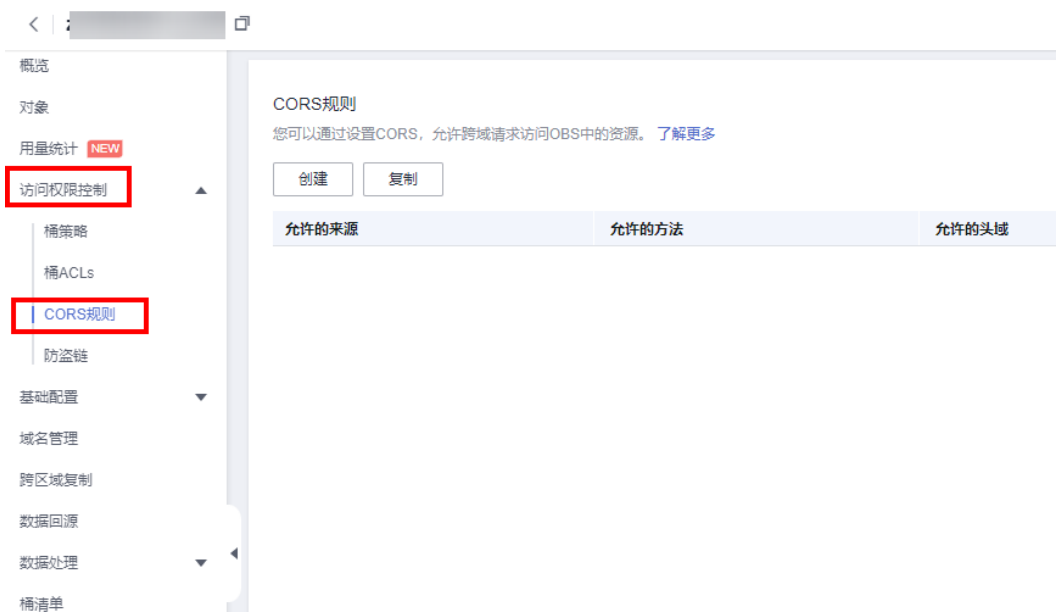 概览
对象
用量统计 NEW
访问权限控制
桶策略
桶ACLs
CORS规则
防盗链
基础配置
域名管理
跨区域复制
数据回源
数据处理
桶清单
CORS规则
您可以通过设置CORS，允许跨域请求访问OBS中的资源。 了解更多
创建 复制
允许的来源 允许的方法 允许的头域